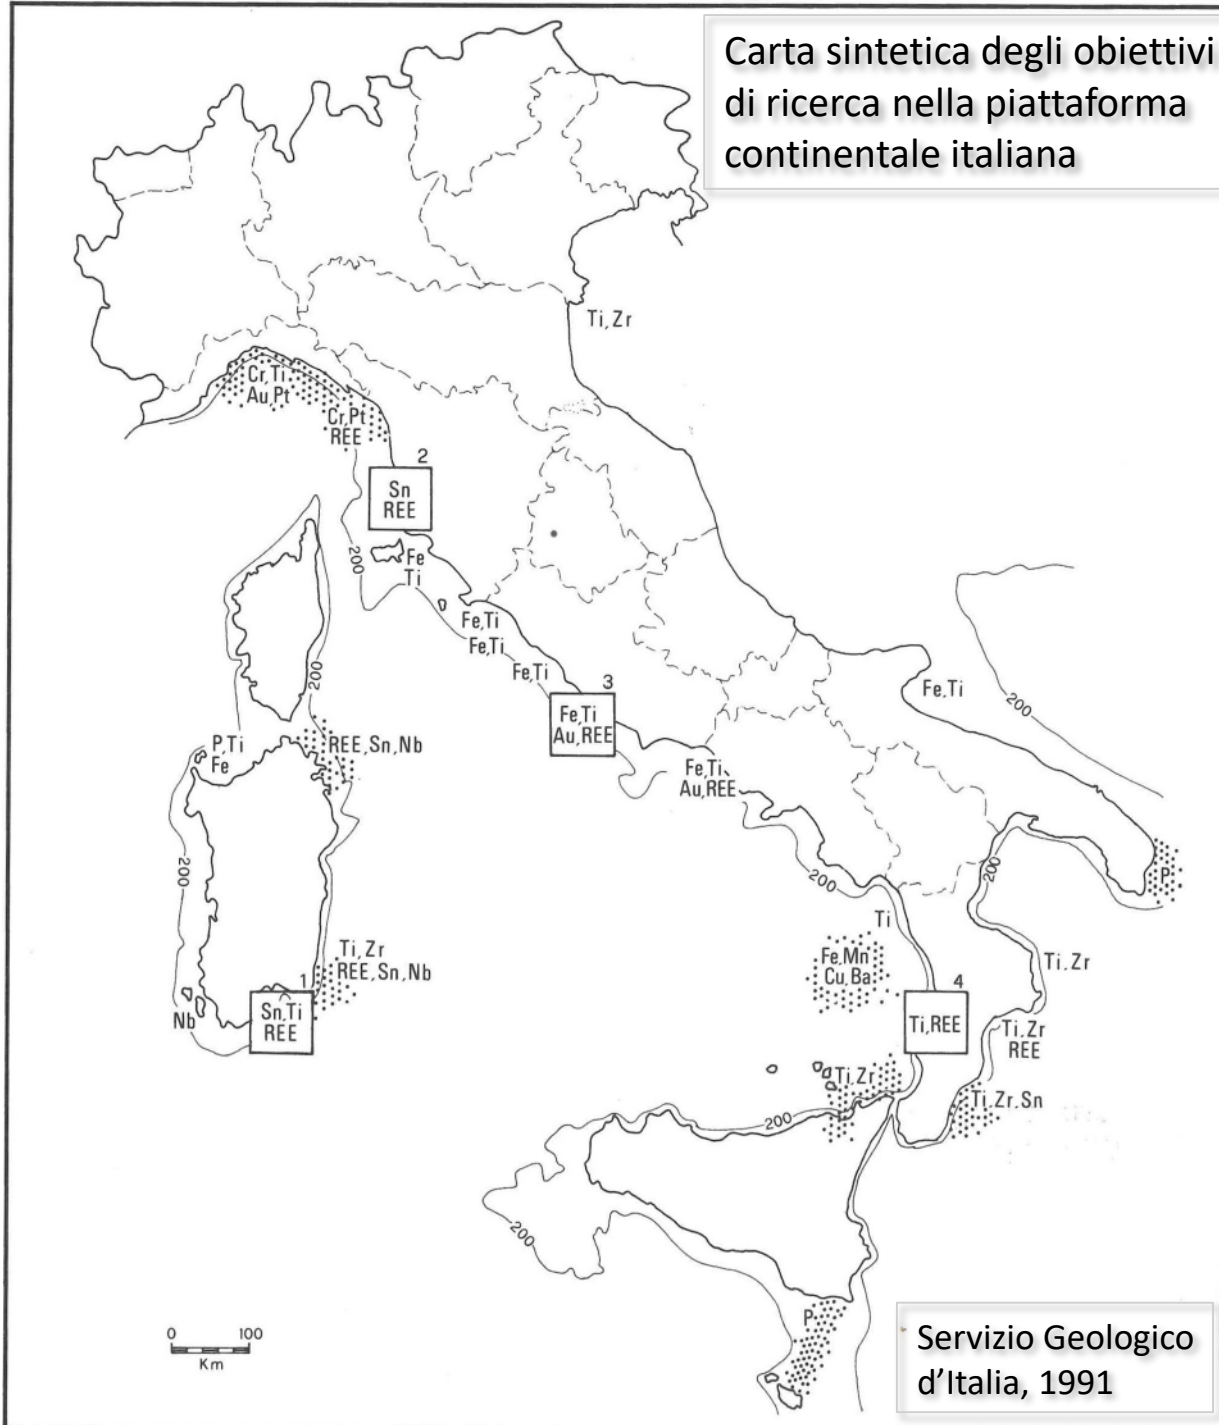 Carta sintetica degli obiettivi
di ricerca nella piattaforma
continentale italiana
Ti,Zr
Cr,Ti
Au,Pt
Cr,Pt
REE
2
Sn
REE
200
Fe
Ti
Fe,Ti
Fe,Ti
Fe,Ti
3
Fe,Ti
Au,REE
Fe,Ti
Au,REE
Fe,Ti
200
200
P,Ti
Fe
REE,Sn,Nb
200
200
200
P
Ti
Fe,Mn
Cu,Ba
Ti,Zr
Ti,Zr
REE,Sn,Nb
1
Sn,Ti
REE
Nb
4
Ti,REE
Ti,Zr
REE
Ti,Zr
Ti,Zr,Sn
200
200
P
0 100
Km
Servizio Geologico
d'Italia, 1991